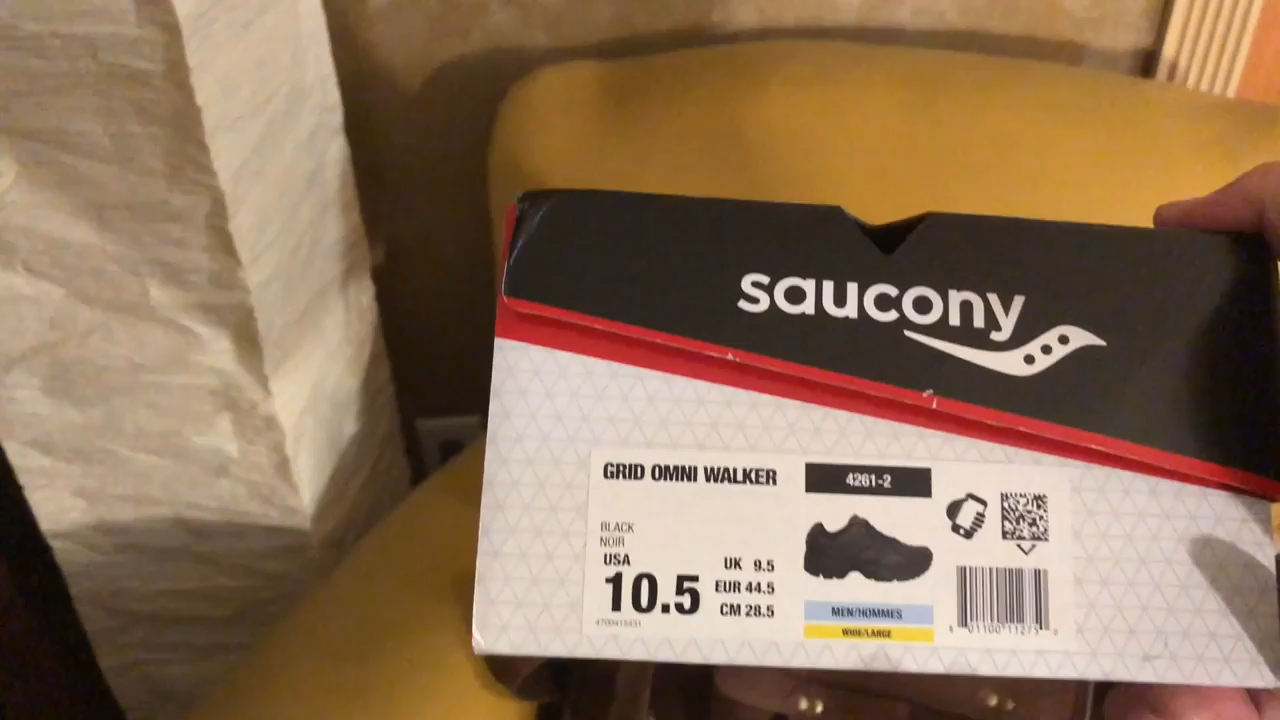 saucony
GRID OMNI WALKER
4261-2
BLACK
NOIR
USA
10.5
UK 9.5
EUR 44.5
CM 28.5
MEN/HOMMES
WIDE/LARGE